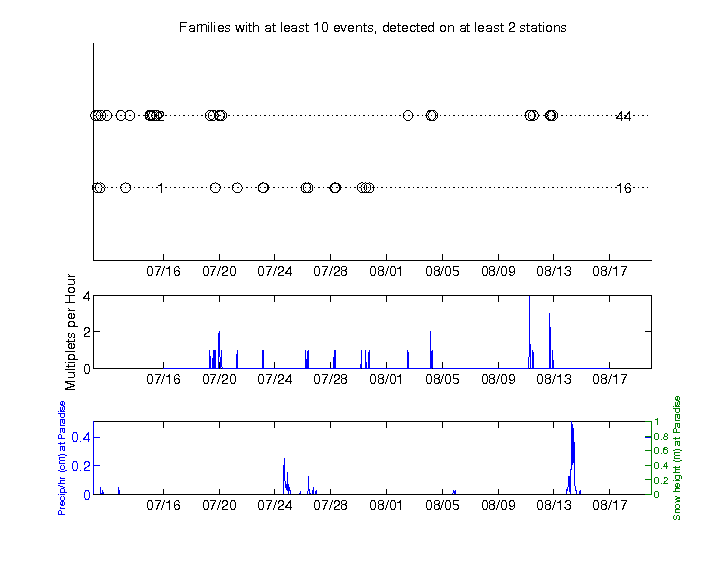 Families with at least 10 events, detected on at least 2 stations
2 44
1 16
07/16 07/20 07/24 07/28 08/01 08/05 08/09 08/13 08/17
Multiplets per Hour
4
2
0
07/16 07/20 07/24 07/28 08/01 08/05 08/09 08/13 08/17
Precip/hr (cm) at Paradise
0.4
0.2
0
1
0.8
0.6
0.4
0.2
0
Snow height (m) at Paradise
07/16 07/20 07/24 07/28 08/01 08/05 08/09 08/13 08/17